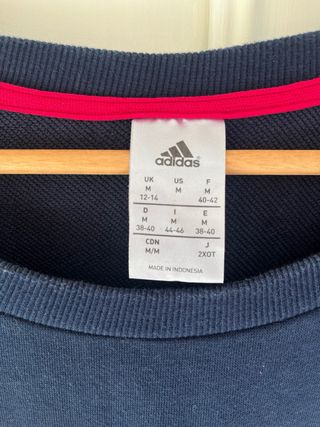 adidas
UK US F
M M M
12-14 40-42
D I E
M M M
38-40 44-46 38-40
CDN J
M/M 2XOT
MADE IN INDONESIA